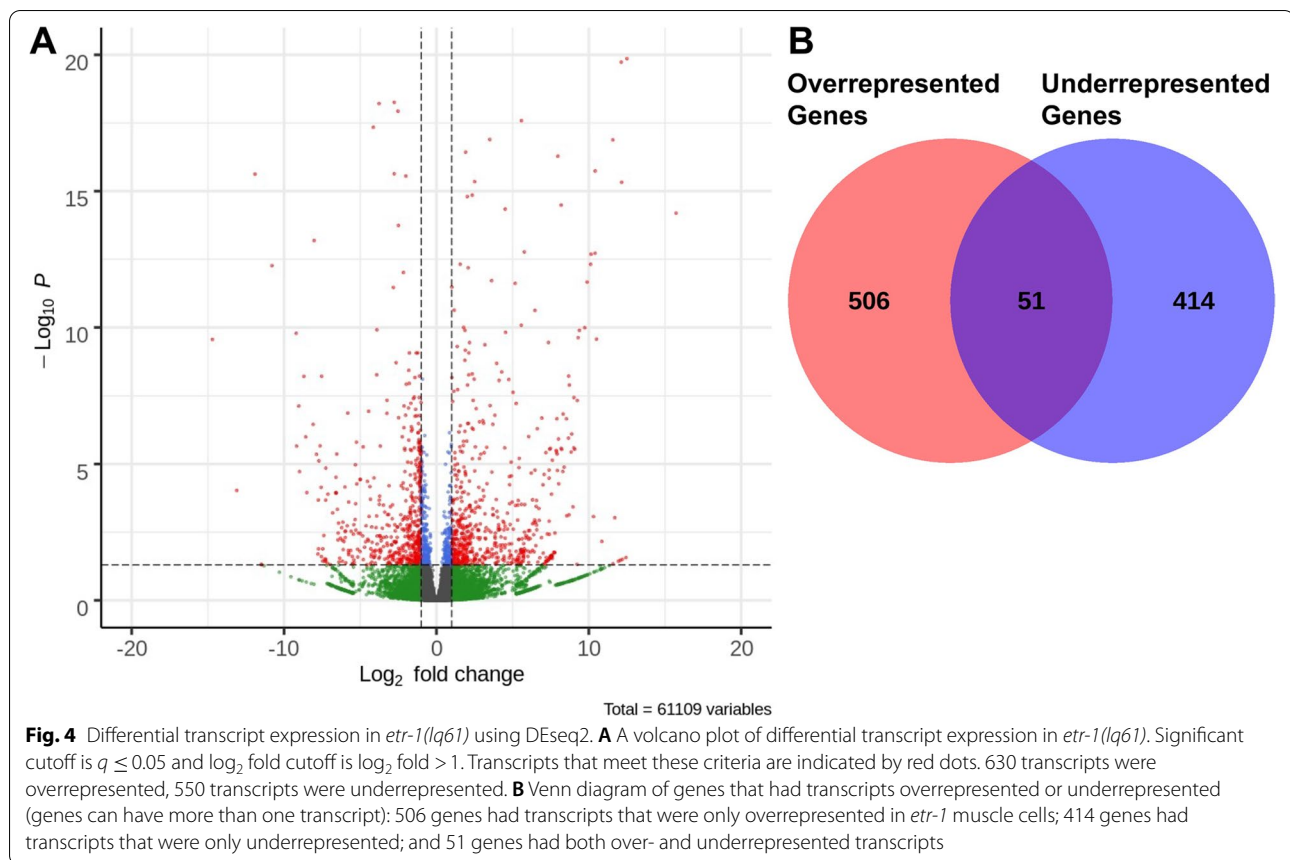 A
B
Overrepresented
Genes
Underrepresented
Genes
506
51
414
20
15
10
5
0
− Log₁₀ P
-20
-10
0
10
20
Log₂ fold change
Total = 61109 variables
Fig. 4 Differential transcript expression in etr-1(lq61) using DEseq2. A A volcano plot of differential transcript expression in etr-1(lq61). Significant
cutoff is q ≤ 0.05 and log₂ fold cutoff is log₂ fold > 1. Transcripts that meet these criteria are indicated by red dots. 630 transcripts were
overrepresented, 550 transcripts were underrepresented. B Venn diagram of genes that had transcripts overrepresented or underrepresented
(genes can have more than one transcript): 506 genes had transcripts that were only overrepresented in etr-1 muscle cells; 414 genes had
transcripts that were only underrepresented; and 51 genes had both over- and underrepresented transcripts